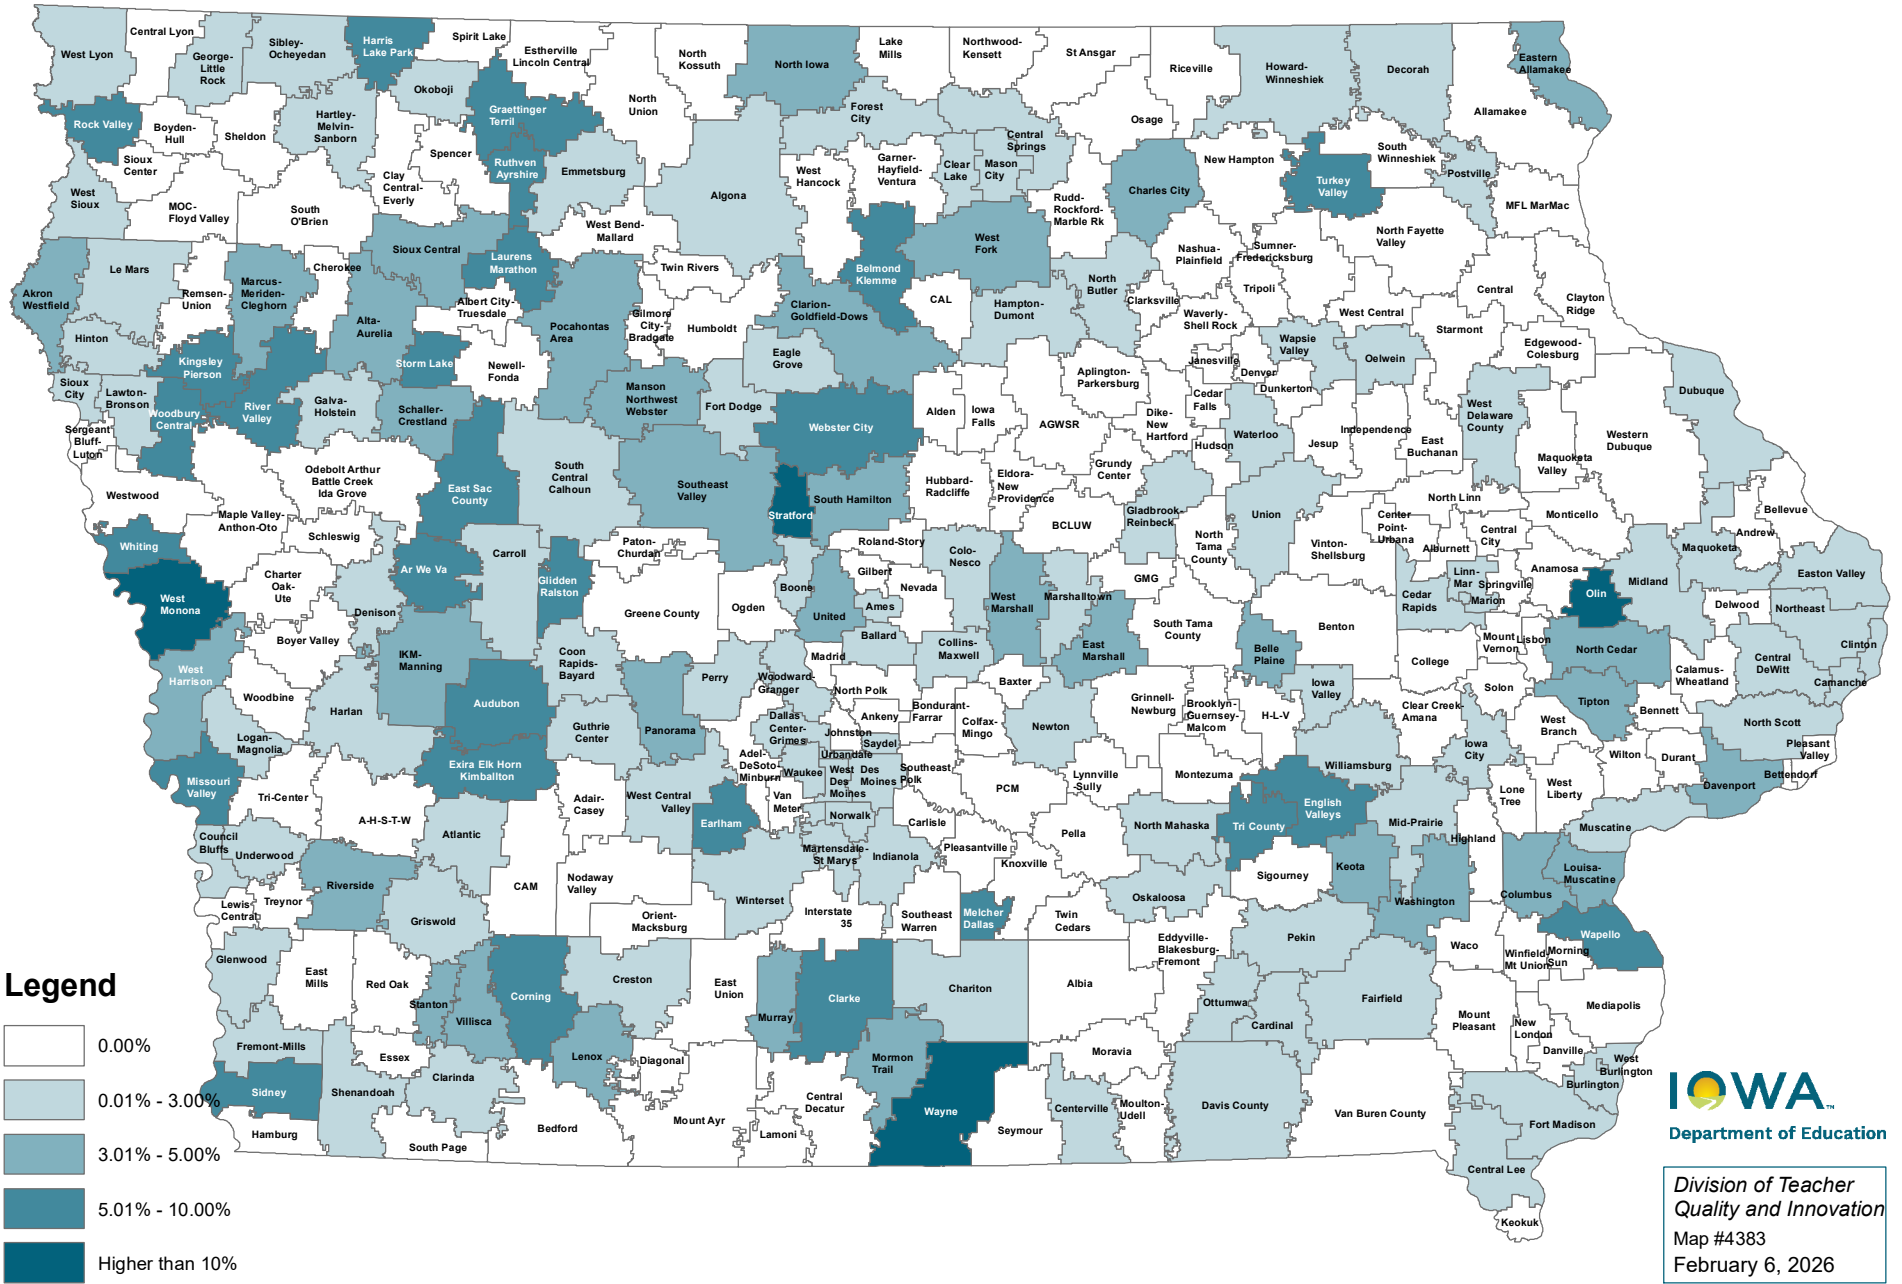 West Lyon
Central Lyon
George-
Little
Rock
Sibley-
Ocheyedan
Harris
Lake Park
Spirit Lake
Estherville
Lincoln Central
North
Kossuth
North Iowa
Lake
Mills
Northwood-
Kensett
St Ansgar
Riceville
Howard-
Winneshiek
Decorah
Eastern
Allamakee
Okoboji
Graettinger
Terril
North
Union
Forest
City
Osage
Allamakee
Rock Valley
Boyden-
Hull
Sheldon
Hartley-
Melvin-
Sanborn
Sioux
Center
Spencer
Ruthven
Ayrshire
Emmetsburg
Algona
West
Hancock
Garner-
Hayfield-
Ventura
Clear
Lake
Mason
City
Central
Springs
Charles City
New Hampton
Turkey
Valley
South
Winneshiek
Postville
MFL MarMac
West
Sioux
MOC-
Floyd Valley
South
O'Brien
Clay
Central-
Everly
West Bend-
Mallard
Rudd-
Rockford-
Marble Rk
North Fayette
Valley
Akron
Westfield
Le Mars
Remsen-
Union
Marcus-
Meriden-
Cleghorn
Cherokee
Sioux Central
Laurens
Marathon
Albert City-
Truesdale
Twin Rivers
Belmond
Klemme
West
Fork
CAL
Hampton-
Dumont
North
Butler
Clarksville
Nashua-
Plainfield
Sumner-
Fredericksburg
Tripoli
Waverly-
Shell Rock
West Central
Central
Clayton
Ridge
Starmont
Edgewood-
Colesburg
Hinton
Kingsley
Pierson
Alta-
Aurelia
Storm Lake
Newell-
Fonda
Pocahontas
Area
Gilmore
City-
Bradgate
Humboldt
Clarion-
Goldfield-Dows
Eagle
Grove
Aplington-
Parkersburg
Janesville
Denver
Dunkerton
Wapsie
Valley
Oelwein
Dubuque
Sioux
City
Lawton-
Bronson
Woodbury
Central
River
Valley
Galva-
Holstein
Schaller-
Crestland
Manson
Northwest
Webster
Fort Dodge
Webster City
Alden
Iowa
Falls
AGWSR
Dike-
New
Hartford
Cedar
Falls
Hudson
Waterloo
Jesup
Independence
East
Buchanan
West
Delaware
County
Maquoketa
Valley
Western
Dubuque
Sergeant
Bluff-
Luton
Westwood
Maple Valley-
Anthon-Oto
Odebolt Arthur
Battle Creek
Ida Grove
Schleswig
East Sac
County
South
Central
Calhoun
Southeast
Valley
Stratford
South Hamilton
Hubbard-
Radcliffe
Eldora-
New
Providence
Grundy
Center
BCLUW
Gladbrook-
Reinbeck
North
Tama
County
Union
Vinton-
Shellsburg
Center
Point-
Urbana
North Linn
Central
City
Alburnett
Monticello
Bellevue
Andrew
Maquoketa
Easton Valley
Whiting
West
Monona
Charter
Oak-
Ute
Denison
Ar We Va
Carroll
Glidden
Ralston
Paton-
Churdan
Greene County
Ogden
Boone
United
Roland-Story
Gilbert
Nevada
Ames
Ballard
Colo-
Nesco
Collins-
Maxwell
West
Marshall
Marshalltown
East
Marshall
GMG
South Tama
County
Belle
Plaine
Benton
Cedar
Rapids
Linn-
Mar
Marion
Springville
Anamosa
Olin
Midland
Delwood
Northeast
Clinton
Boyer Valley
West
Harrison
Woodbine
IKM-
Manning
Audubon
Coon
Rapids-
Bayard
Panorama
Perry
Woodward-
Granger
Madrid
North Polk
Ankeny
Bondurant-
Farrar
Baxter
Colfax-
Mingo
Newton
Grinnell-
Newburg
Brooklyn-
Guernsey-
Malcom
H-L-V
Iowa
Valley
College
Clear Creek-
Amana
Mount
Vernon
Lisbon
Solon
North Cedar
Tipton
Bennett
Calamus-
Wheatland
Central
DeWitt
Camanche
North Scott
Pleasant
Valley
Bettendorf
Davenport
Durant
Wilton
West
Branch
Iowa
City
Harlan
Logan-
Magnolia
Missouri
Valley
Tri-Center
Exira Elk Horn
Kimballton
Guthrie
Center
Adair-
Casey
West Central
Valley
Earlham
Adel-
DeSoto-
Minburn
Dallas
Center-
Grimes
Johnston
Saydel
Urbandale
Waukee
West
Des
Moines
Des
Moines
Southeast
Polk
Van
Meter
Norwalk
Carlisle
PCM
Lynnville
-Sully
Montezuma
Williamsburg
English
Valleys
Tri County
Lone
Tree
West
Liberty
Muscatine
A-H-S-T-W
Atlantic
Council
Bluffs
Underwood
Riverside
Treynor
Lewis
Central
Griswold
CAM
Nodaway
Valley
Orient-
Macksburg
Winterset
Martensdale-
St Marys
Indianola
Interstate
35
Pleasantville
Knoxville
Pella
North Mahaska
Oskaloosa
Sigourney
Keota
Mid-Prairie
Highland
Washington
Columbus
Louisa-
Muscatine
Wapello
Southeast
Warren
Melcher
Dallas
Twin
Cedars
Eddyville-
Blakesburg-
Fremont
Pekin
Waco
Winfield-
Mt Union
Morning
Sun
Mediapolis
Glenwood
East
Mills
Red Oak
Stanton
Villisca
Corning
Creston
East
Union
Murray
Clarke
Chariton
Albia
Ottumwa
Cardinal
Fairfield
Mount
Pleasant
New
London
Danville
West
Burlington
Burlington
Fremont-Mills
Sidney
Hamburg
Essex
Shenandoah
Clarinda
South Page
Bedford
Lenox
Diagonal
Mount Ayr
Lamoni
Central
Decatur
Mormon
Trail
Wayne
Seymour
Moravia
Centerville
Moulton-
Udell
Davis County
Van Buren County
Fort Madison
Central Lee
Keokuk
Legend
0.00%
0.01% - 3.00%
3.01% - 5.00%
5.01% - 10.00%
Higher than 10%
IOWA™
Department of Education
Division of Teacher
Quality and Innovation
Map #4383
February 6, 2026